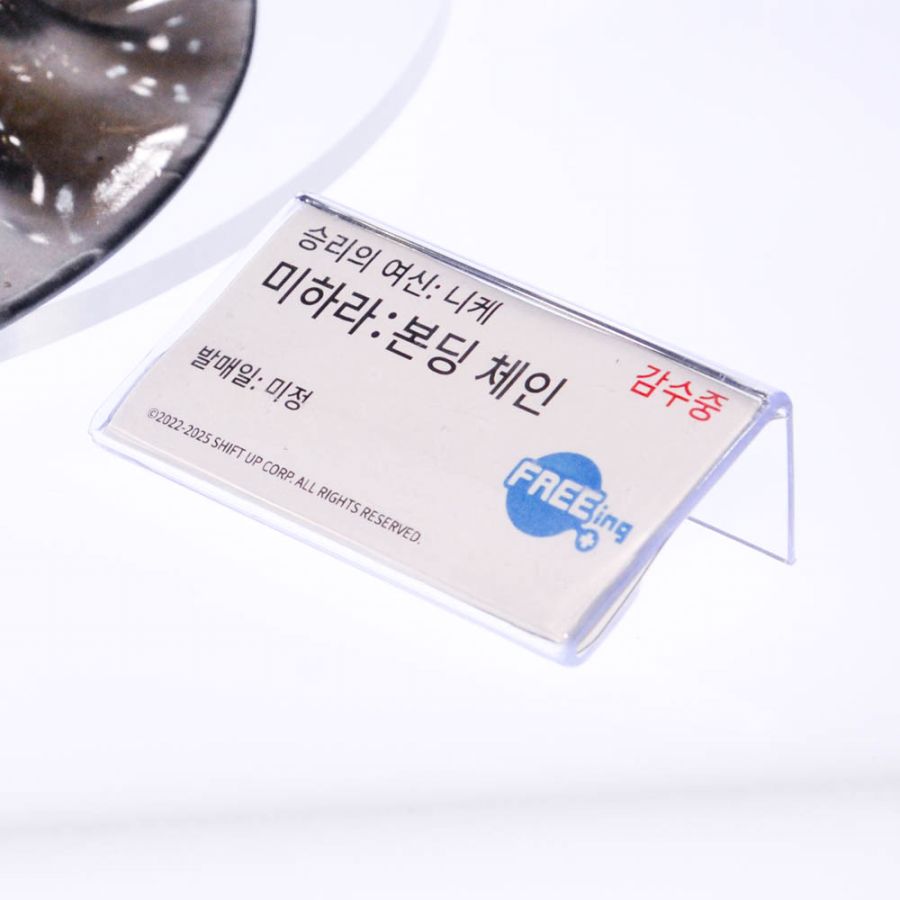 승리의 여신: 니케
미하라:본딩 체인
감수중
발매일: 미정
©2022-2025 SHIFT UP CORP. ALL RIGHTS RESERVED.
FREEing